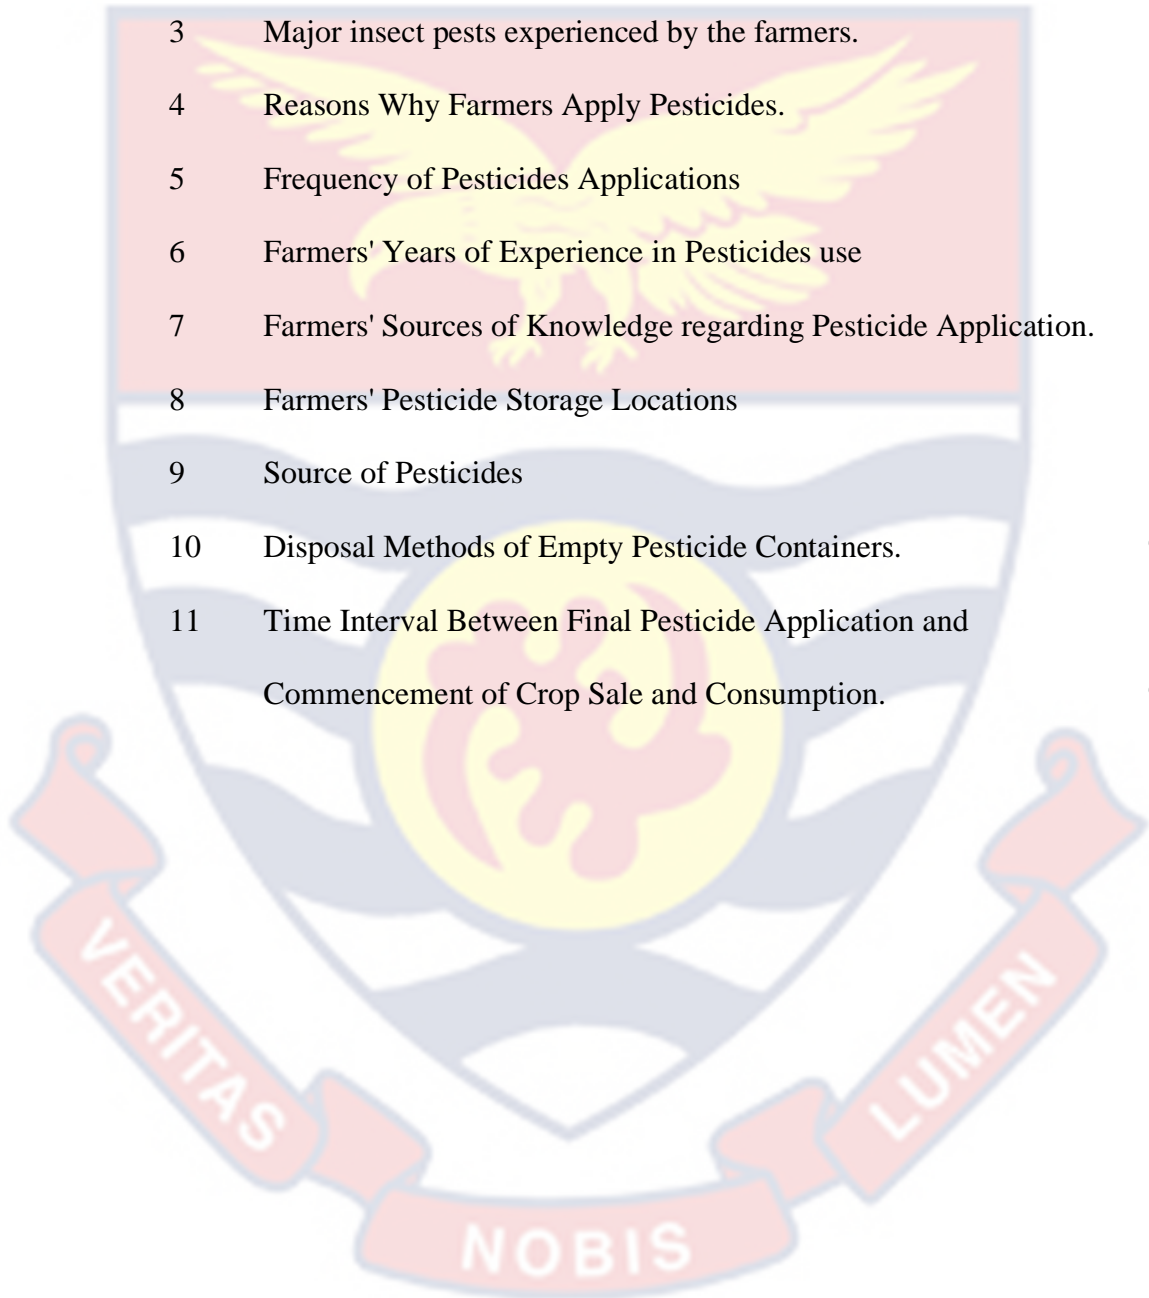 3 Major insect pests experienced by the farmers.
4 Reasons Why Farmers Apply Pesticides.
5 Frequency of Pesticides Applications
6 Farmers' Years of Experience in Pesticides use
7 Farmers' Sources of Knowledge regarding Pesticide Application.
8 Farmers' Pesticide Storage Locations
9 Source of Pesticides
10 Disposal Methods of Empty Pesticide Containers.
11 Time Interval Between Final Pesticide Application and
Commencement of Crop Sale and Consumption.
VERITAS
NOBIS
LUMEN